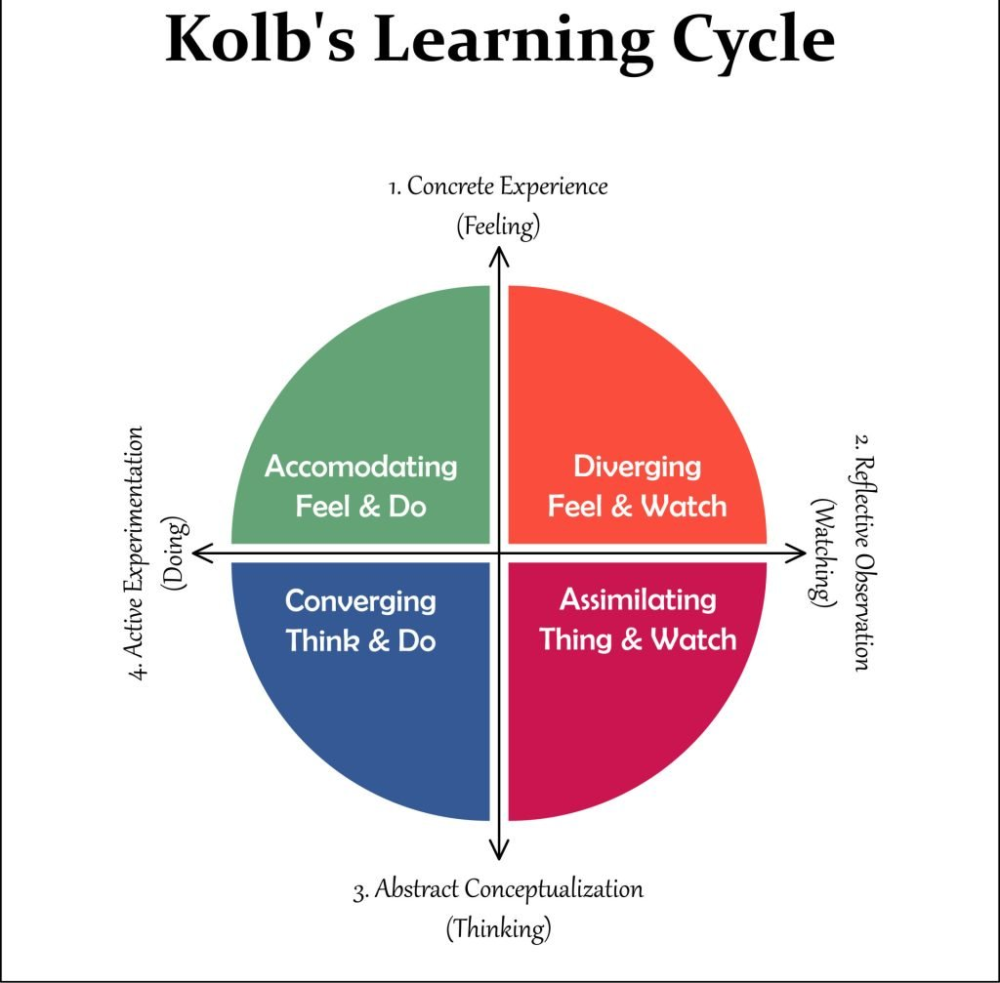 Kolb's Learning Cycle
1. Concrete Experience
(Feeling)
Accomodating
Feel & Do
Diverging
Feel & Watch
4. Active Experimentation
(Doing)
2. Reflective Observation
(Watching)
Converging
Think & Do
Assimilating
Thing & Watch
3. Abstract Conceptualization
(Thinking)